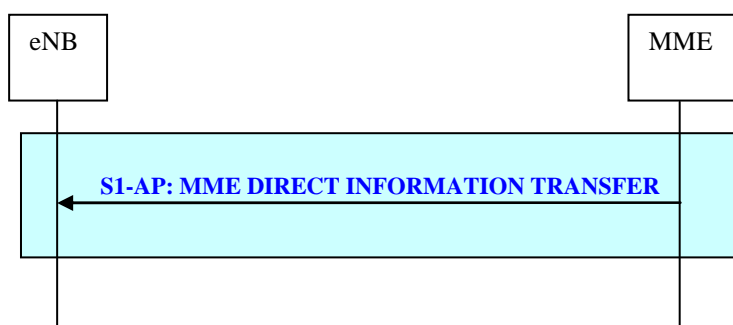 eNB
MME
S1-AP: MME DIRECT INFORMATION TRANSFER